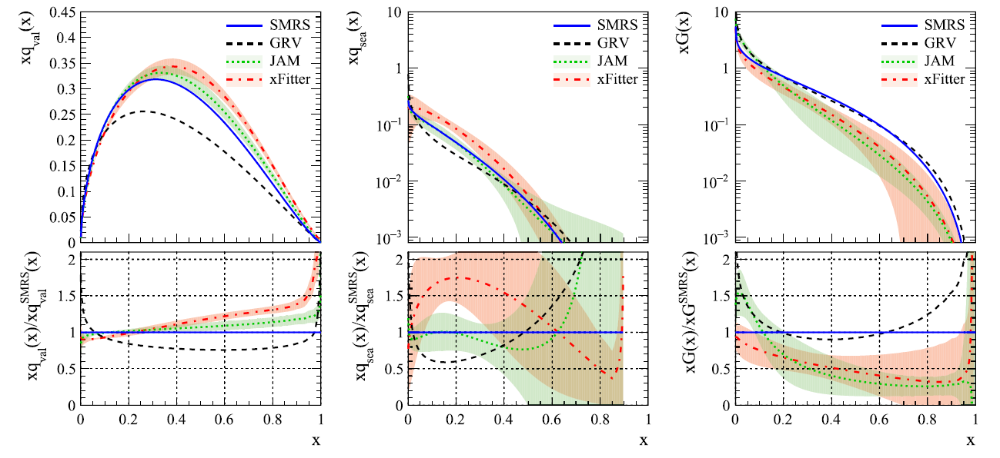 xq_val(x)
0.45
0.4
0.35
0.3
0.25
0.2
0.15
0.1
0.05
0
SMRS
GRV
JAM
xFitter
xq_sea(x)
10
1
10^−1
10^−2
10^−3
SMRS
GRV
JAM
xFitter
xG(x)
10
1
10^−1
10^−2
10^−3
SMRS
GRV
JAM
xFitter
xq_val(x)/xq_val^SMRS(x)
2
1.5
1
0.5
0
0 0.2 0.4 0.6 0.8 1
x
xq_sea(x)/xq_sea^SMRS(x)
2
1.5
1
0.5
0
0 0.2 0.4 0.6 0.8 1
x
xG(x)/xG^SMRS(x)
2
1.5
1
0.5
0
0 0.2 0.4 0.6 0.8 1
x